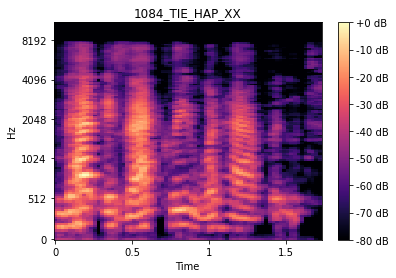 1084_TIE_HAP_XX
+0 dB
8192
-10 dB
4096
-20 dB
-30 dB
2048
Hz
-40 dB
1024
-50 dB
-60 dB
512
-70 dB
0
-80 dB
0
0.5
1
1.5
Time